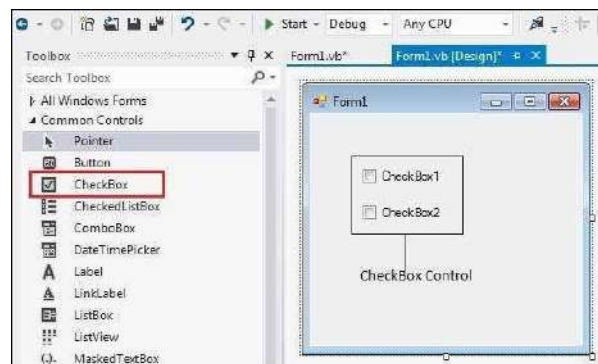 Start
Debug
Any CPU
Toolbox
Search Toolbox
All Windows Forms
Common Controls
Pointer
Button
CheckBox
CheckedListBox
ComboBox
DateTimePicker
Label
LinkLabel
ListBox
ListView
MaskedTextBox
Form1.vb*
Form1.vb [Design]*
Form1
CheckBox1
CheckBox2
CheckBox Control